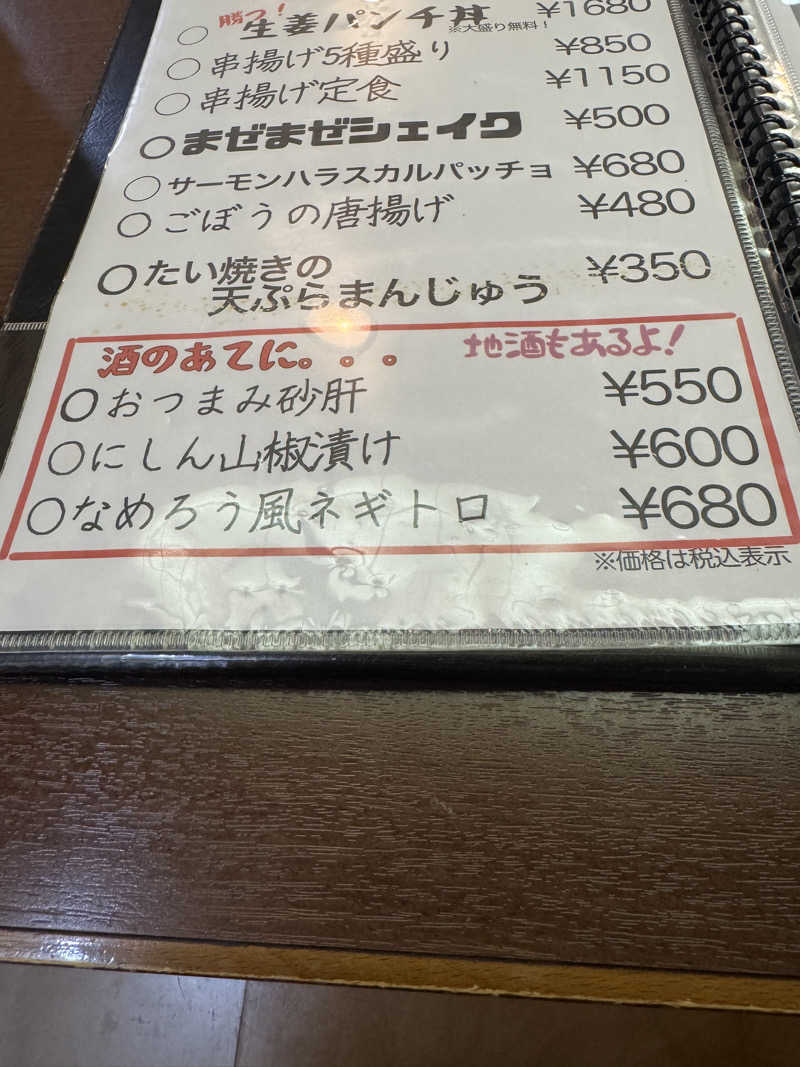 勝つ!
○生姜パンチ丼 ¥1680
※大盛り無料!
○串揚げ5種盛り ¥850
○串揚げ定食 ¥1150
○まぜまぜシェイク ¥500
○サーモンハラスカルパッチョ ¥680
○ごぼうの唐揚げ ¥480
○たい焼きの
天ぷらまんじゅう ¥350
酒のあてに。。。 地酒もあるよ!
○おつまみ砂肝 ¥550
○にしん山椒漬け ¥600
○なめろう風ネギトロ ¥680
※価格は税込表示